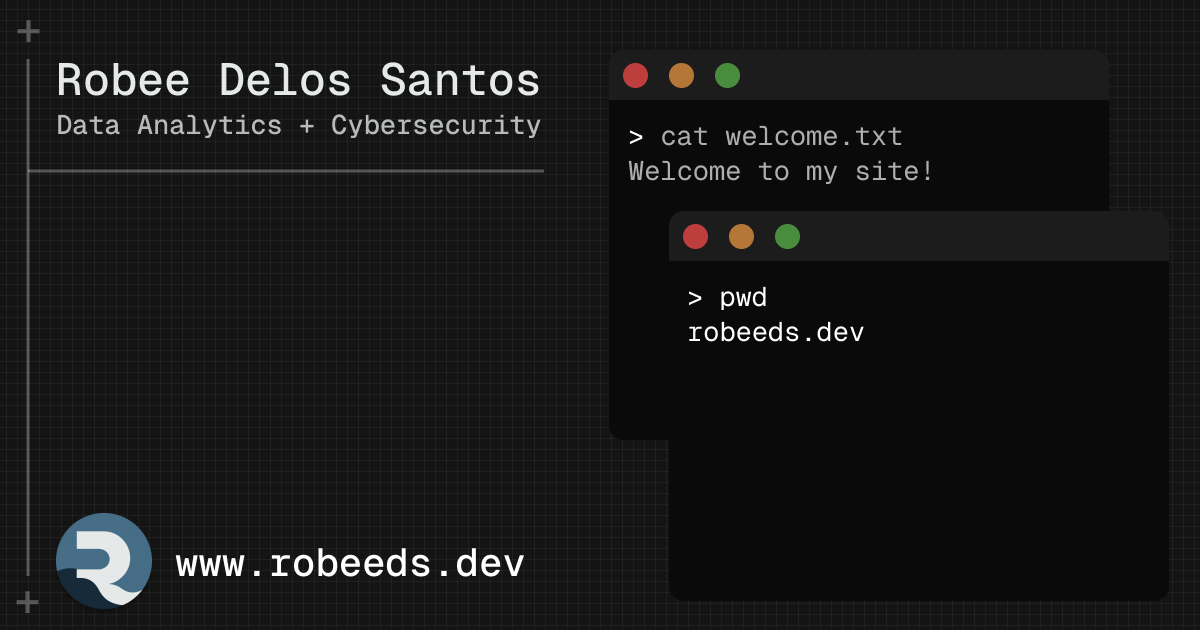 Robee Delos Santos
Data Analytics + Cybersecurity
> cat welcome.txt
Welcome to my site!
> pwd
robeeds.dev
www.robeeds.dev